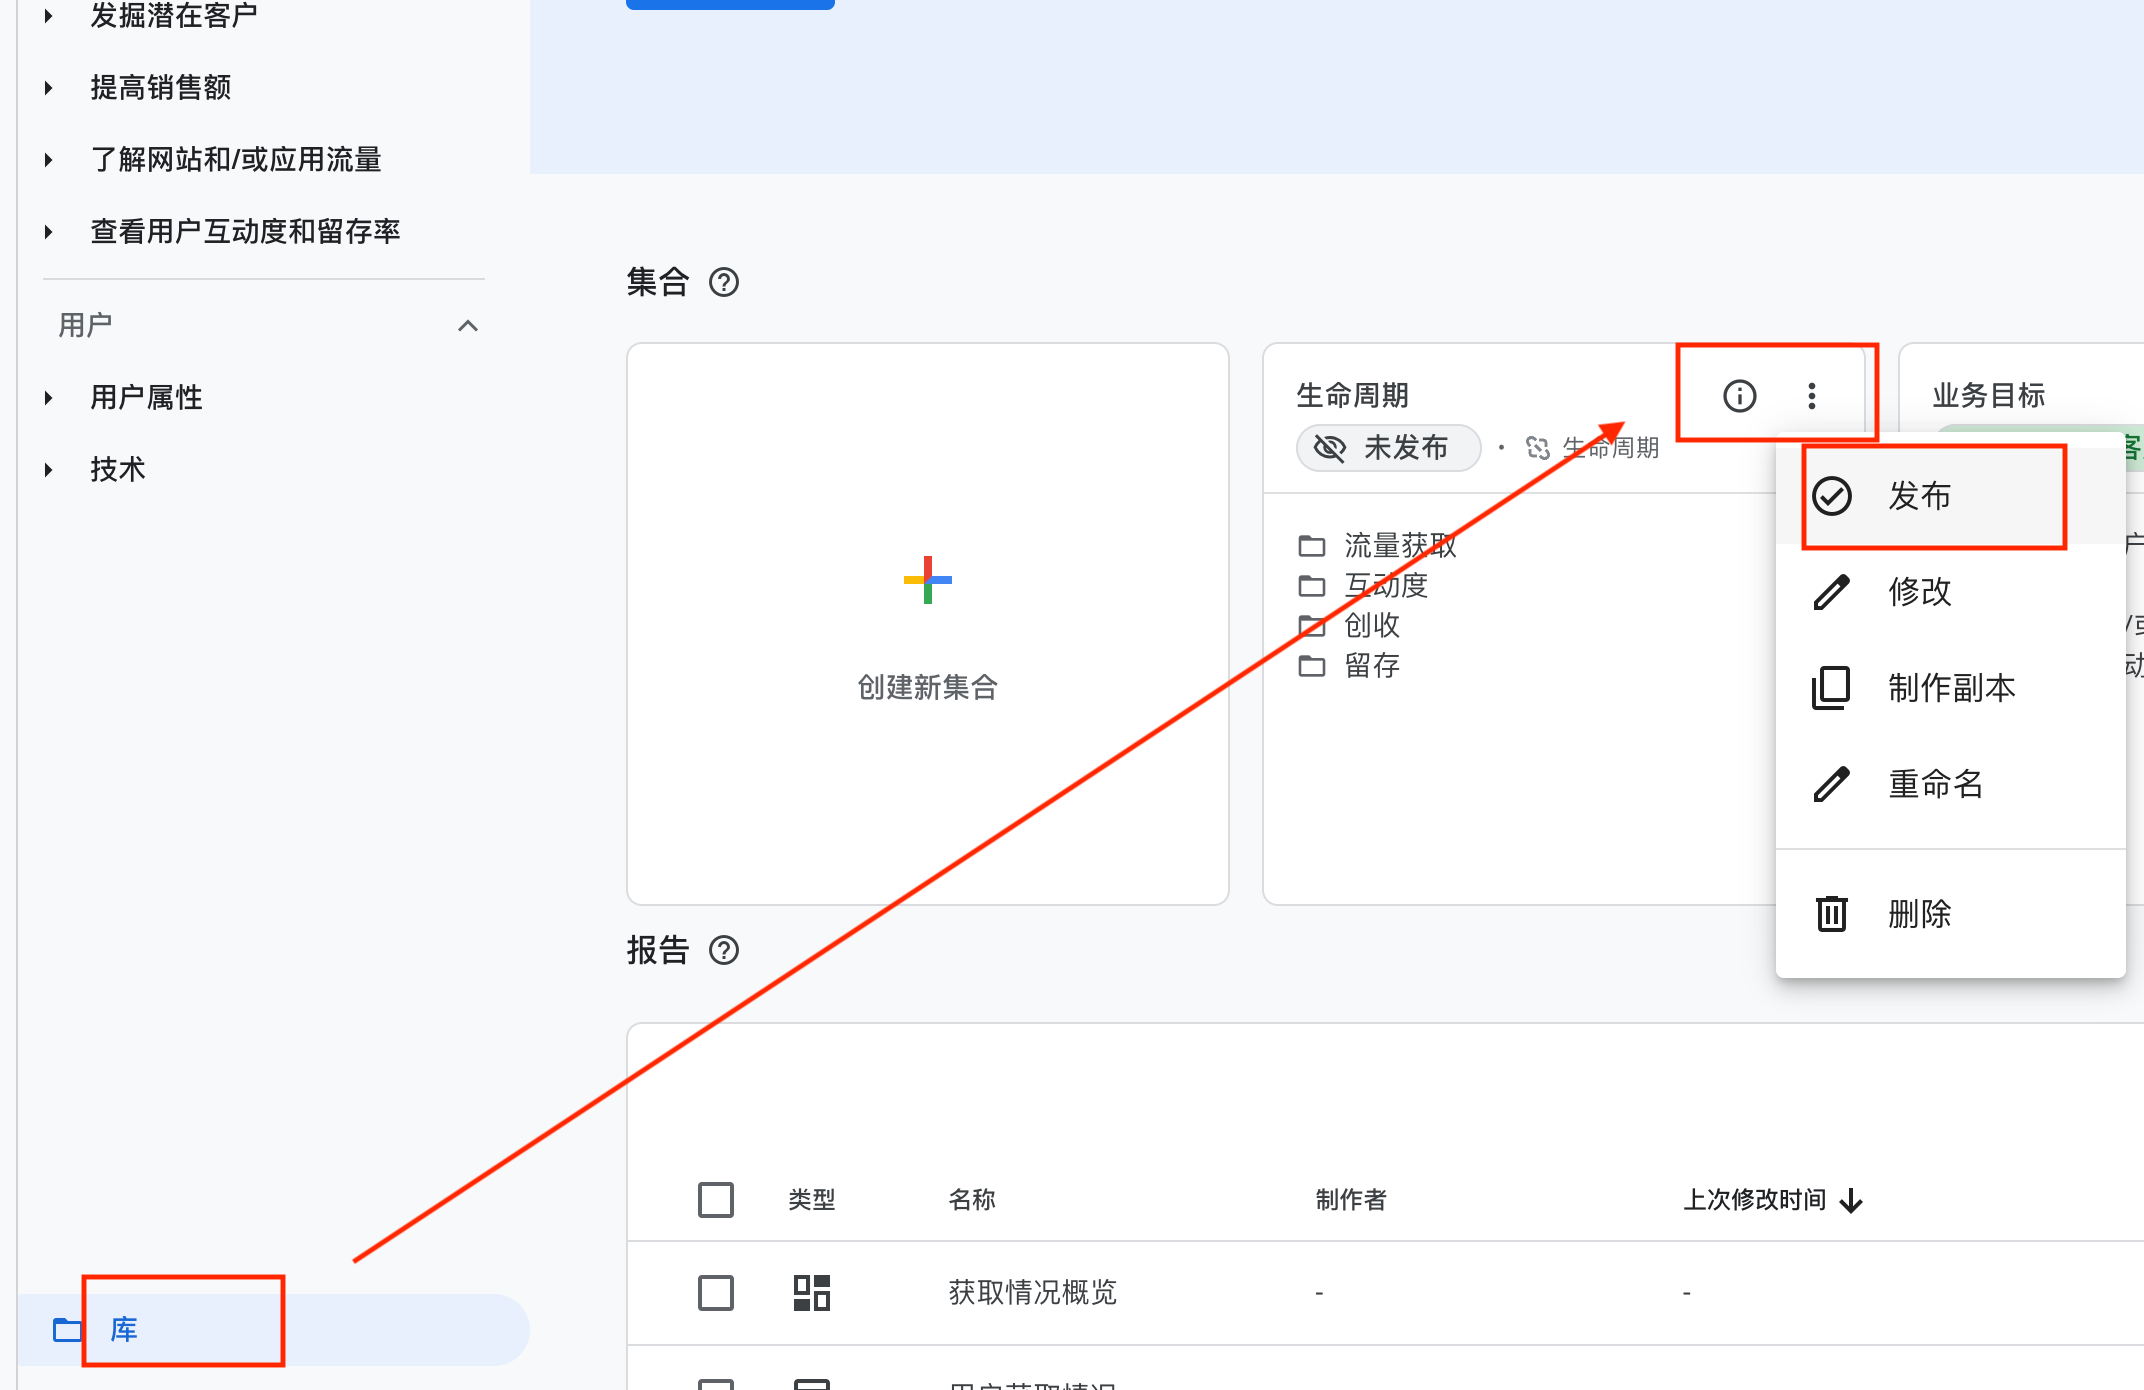 发掘潜在客户
提高销售额
了解网站和/或应用流量
查看用户互动度和留存率
用户
用户属性
技术
库
集合
创建新集合
生命周期
未发布 · 生命周期
流量获取
互动度
创收
留存
业务目标
发布
修改
制作副本
重命名
删除
报告
类型 名称 制作者 上次修改时间
获取情况概览 - -